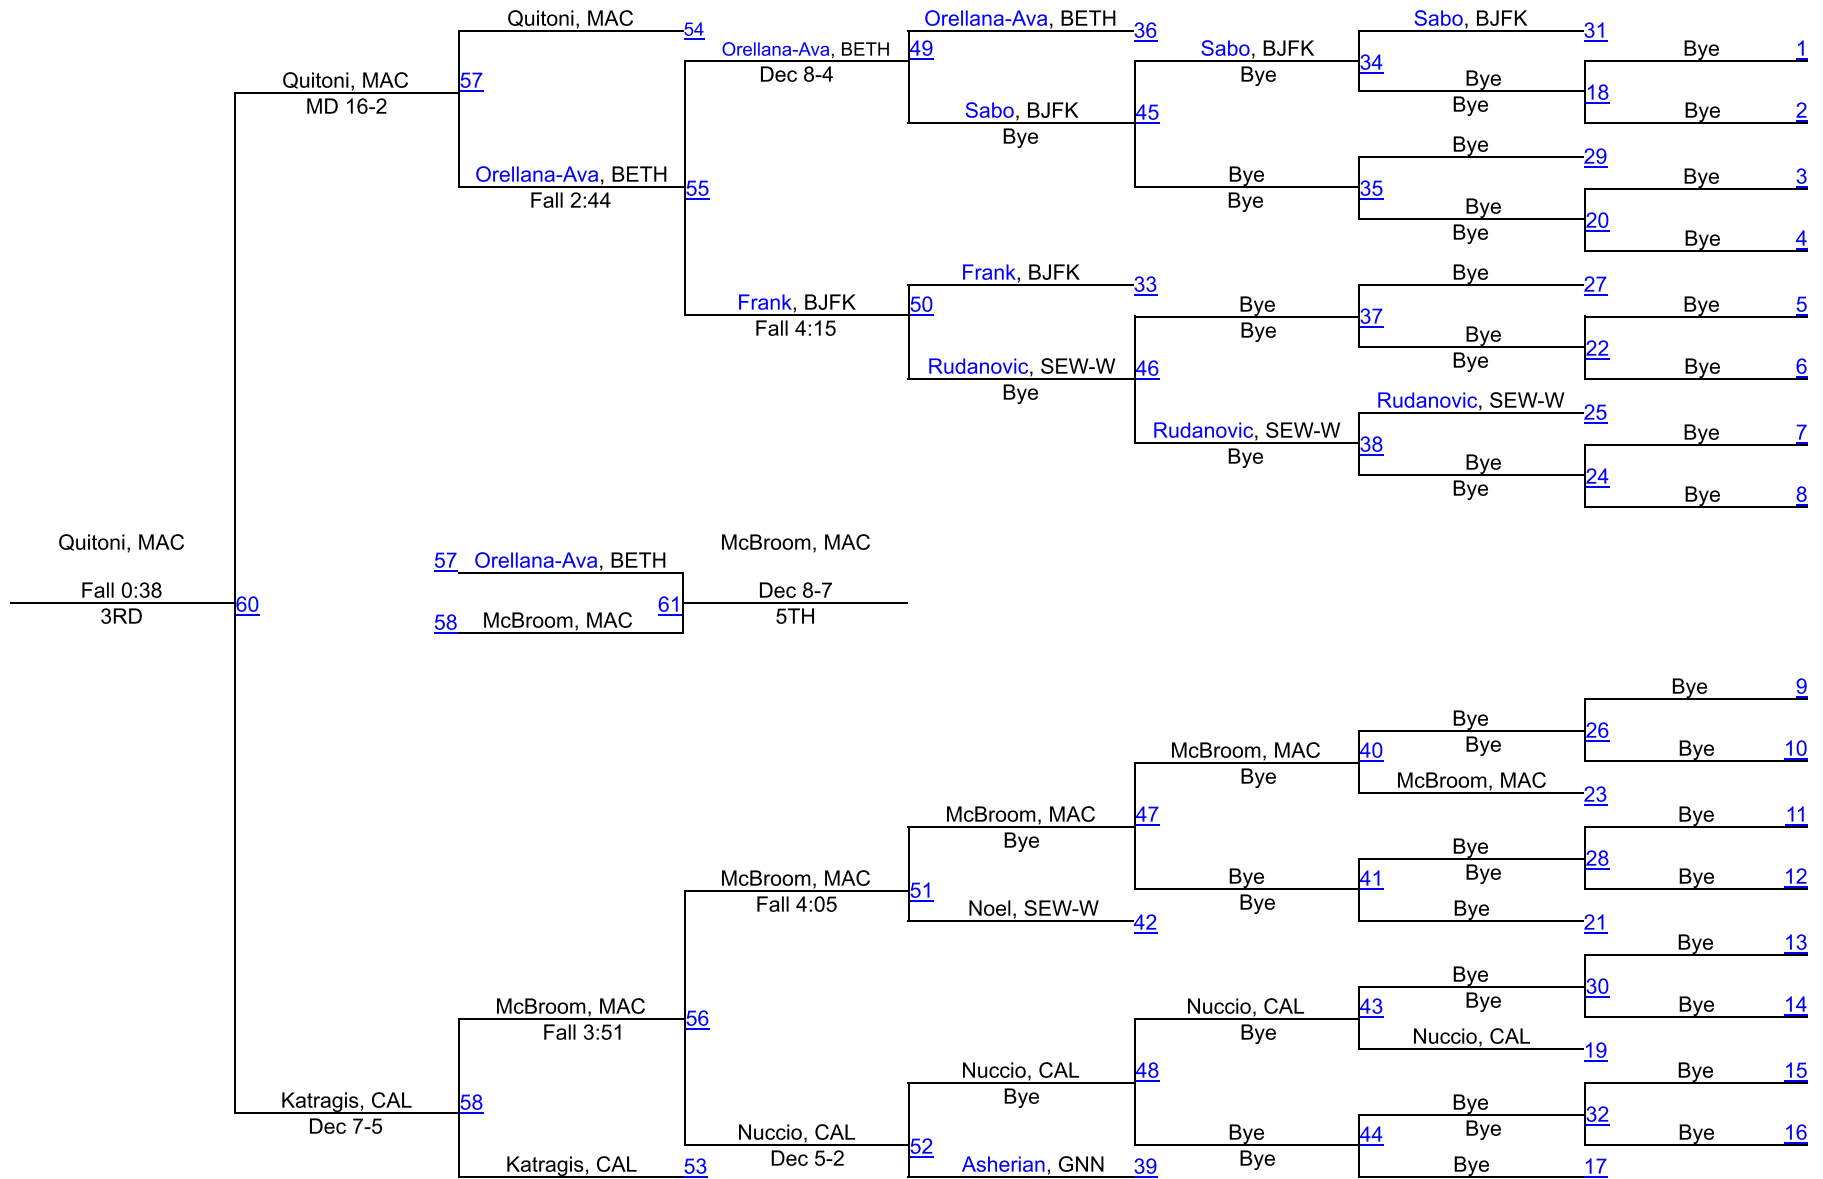 Quitoni, MAC 54 Orellana-Ava, BETH 36 Sabo, BJFK 31
Orellana-Ava, BETH 49 Sabo, BJFK Bye 1
Quitoni, MAC 57 Dec 8-4 Bye 34 Bye
MD 16-2 Sabo, BJFK 45 Bye 18 Bye 2
Bye
Bye 29
Orellana-Ava, BETH 55 Bye 35 Bye 3
Fall 2:44 Bye Bye 20
Bye Bye 4
Frank, BJFK 33 Bye 27
Frank, BJFK 50 Bye 37 Bye 5
Fall 4:15 Bye Bye 22
Rudanovic, SEW-W 46 Bye Bye 6
Bye
Rudanovic, SEW-W 25
Rudanovic, SEW-W 38 Bye 7
Bye Bye 24
Bye Bye 8
Quitoni, MAC McBroom, MAC
57 Orellana-Ava, BETH
Fall 0:38 60 61 Dec 8-7
3RD 58 McBroom, MAC 5TH
Bye 9
Bye 26
McBroom, MAC 40 Bye Bye 10
Bye McBroom, MAC 23
McBroom, MAC 47 Bye 11
Bye Bye 28
McBroom, MAC 51 Bye 41 Bye Bye 12
Fall 4:05 Noel, SEW-W 42 Bye Bye 21
Bye 13
Bye 30
McBroom, MAC 56 Nuccio, CAL 43 Bye Bye 14
Fall 3:51 Bye Nuccio, CAL 19
Nuccio, CAL 48 Bye 15
Katragis, CAL 58 Bye Bye 32
Dec 7-5 Nuccio, CAL 52 Bye 44 Bye Bye 16
Dec 5-2 Bye
Katragis, CAL 53 Asherian, GNN 39 Bye 17